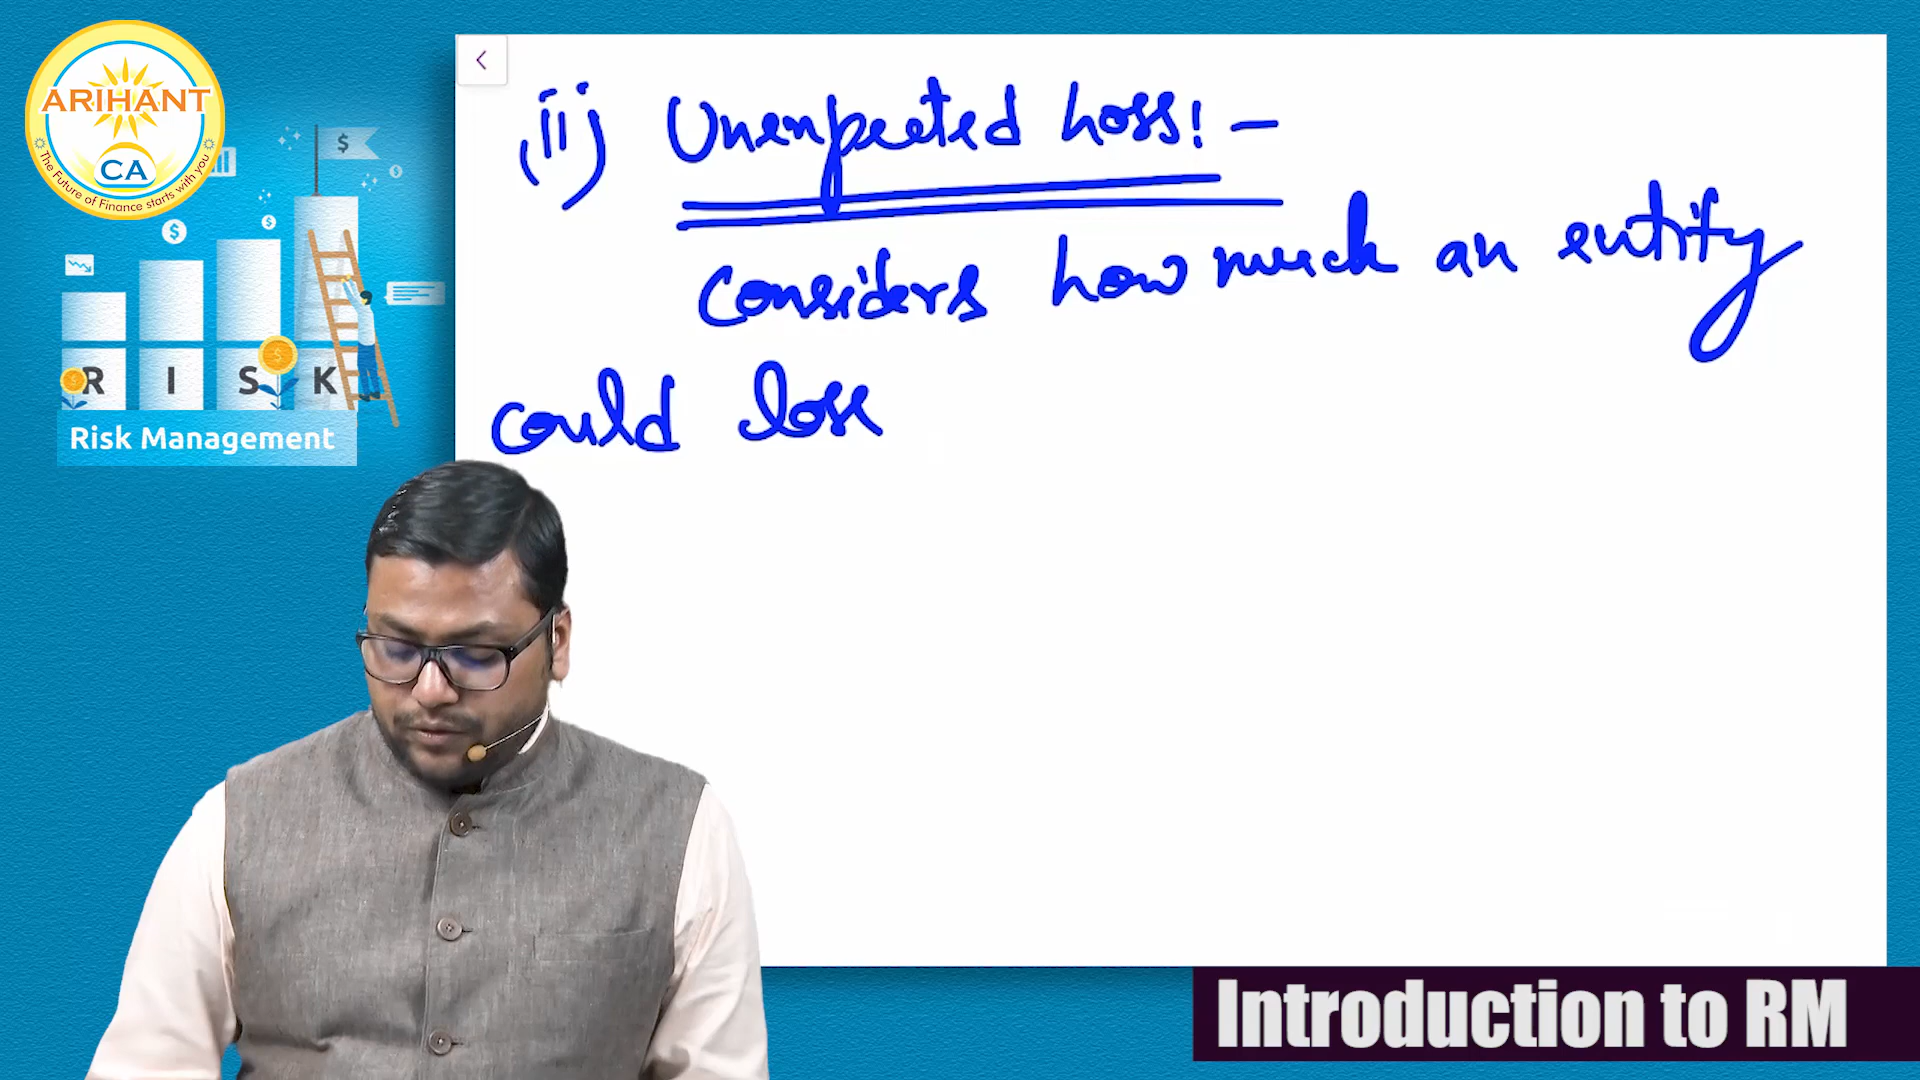 ARIHANT
CA
The Future of Finance starts with you
$
R I S K
Risk Management
(ii) Unexpected loss: -
considers how much an entity
could lose
Introduction to RM